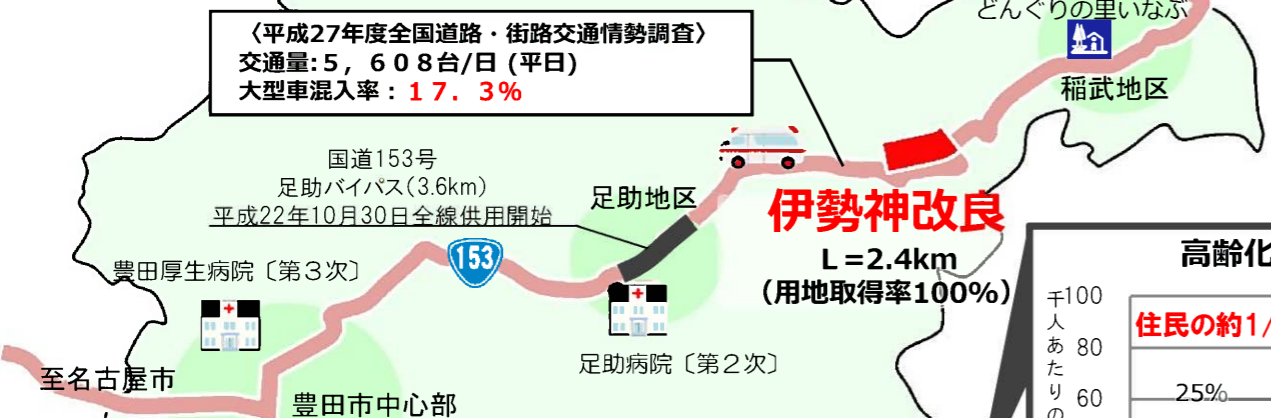 どんぐりの里いなぶ
〈平成27年度全国道路・街路交通情勢調査〉
交通量:５，６０８台/日 (平日)
大型車混入率：１７．３%
稲武地区
国道153号
足助バイパス(3.6km)
平成22年10月30日全線供用開始
足助地区
伊勢神改良
L=2.4km
(用地取得率100%)
153
豊田厚生病院〔第３次〕
足助病院〔第２次〕
至名古屋市
豊田市中心部
高齢化
千人あたりの
100
住民の約1/
80
25%
60